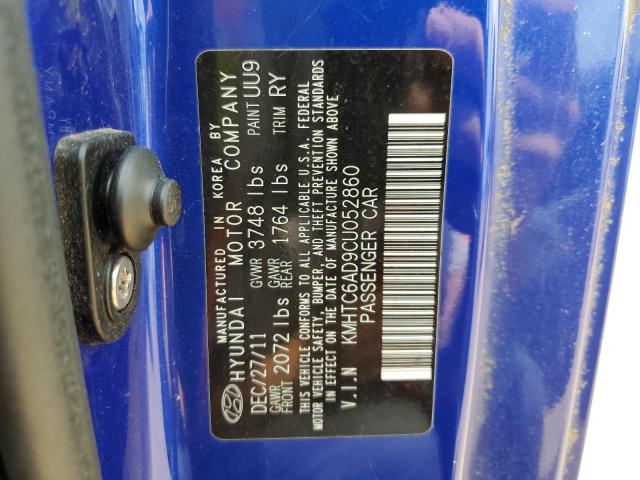 MANUFACTURED IN KOREA BY
HYUNDAI MOTOR COMPANY
DEC/27/11 GVWR 3748 lbs PAINT UU9
GAWR FRONT 2072 lbs GAWR REAR 1764 lbs TRIM RY
THIS VEHICLE CONFORMS TO ALL APPLICABLE U.S.A. FEDERAL
MOTOR VEHICLE SAFETY, BUMPER, AND THEFT PREVENTION STANDARDS
IN EFFECT ON THE DATE OF MANUFACTURE SHOWN ABOVE
V.I.N KMHTC6AD9CU052860
PASSENGER CAR